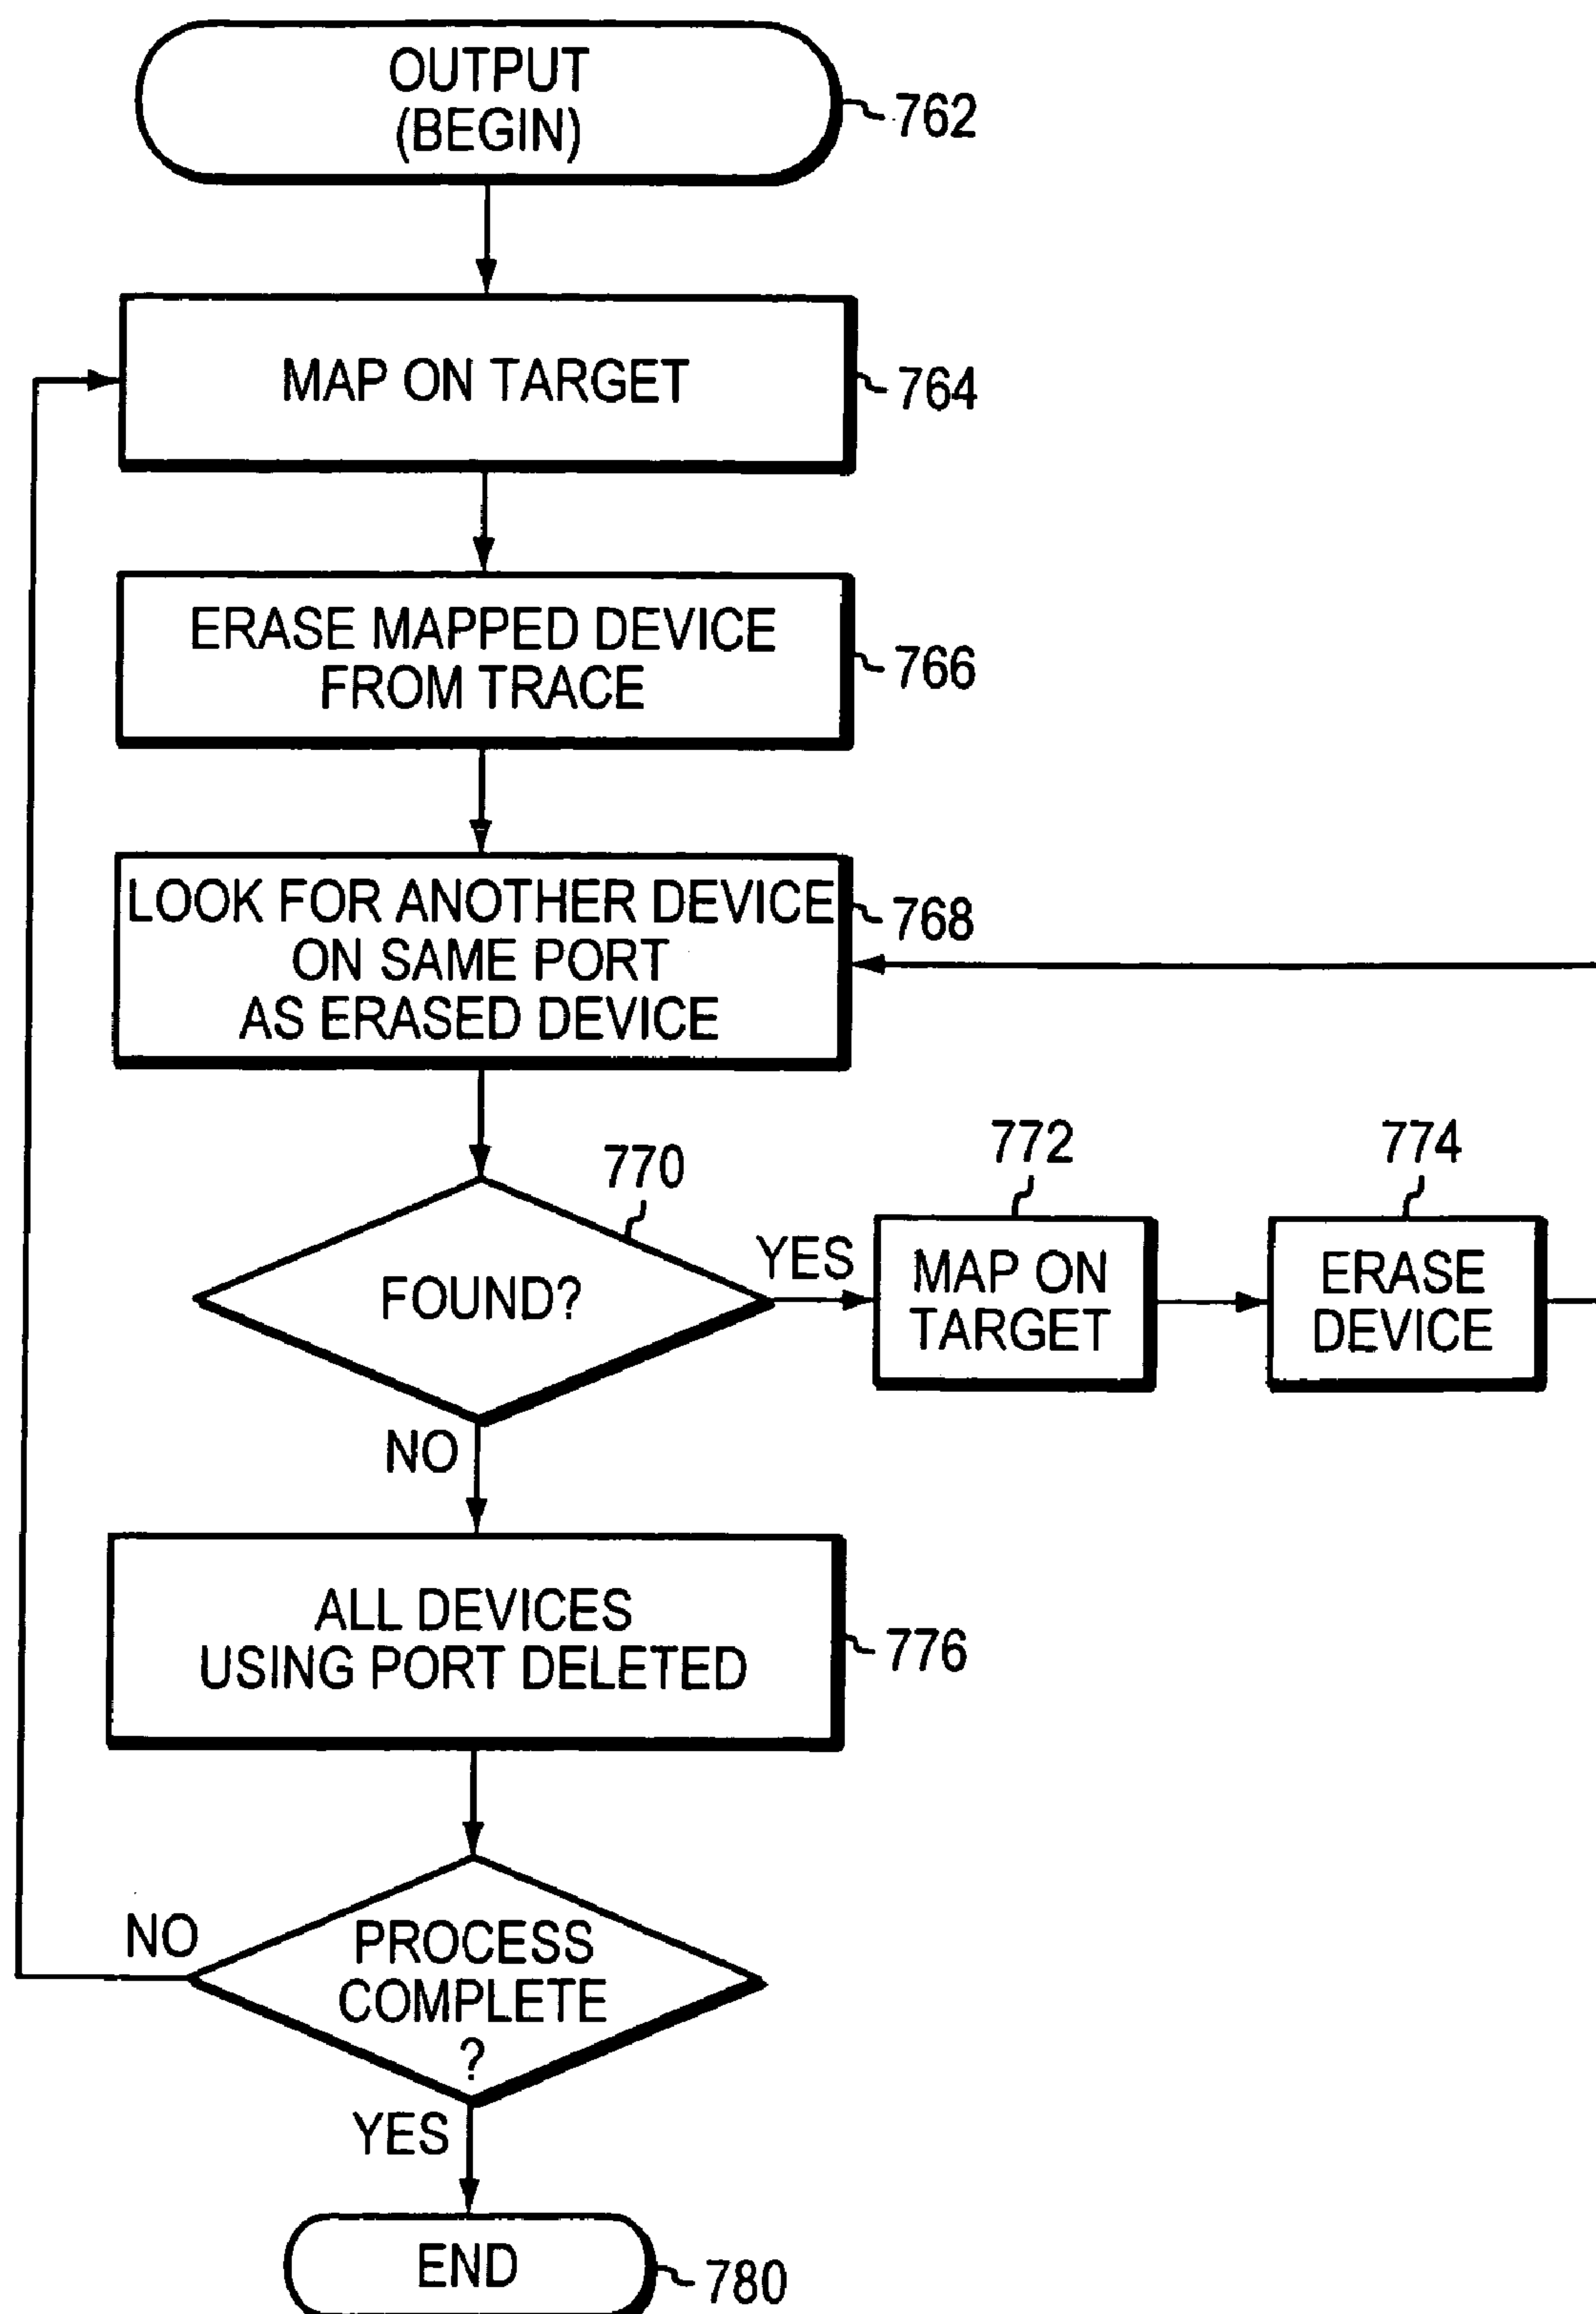 OUTPUT
(BEGIN)
762
MAP ON TARGET
764
ERASE MAPPED DEVICE
FROM TRACE
766
LOOK FOR ANOTHER DEVICE
ON SAME PORT
AS ERASED DEVICE
768
770
FOUND?
YES
772
MAP ON
TARGET
774
ERASE
DEVICE
NO
ALL DEVICES
USING PORT DELETED
776
NO
PROCESS
COMPLETE
?
YES
END
780